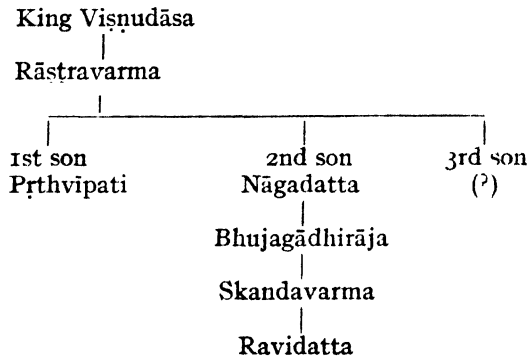 King Viṣṇudāsa
Rāṣṭravarma
1st son 2nd son 3rd son
Pṛthvīpati Nāgadatta (?)
Bhujagādhirāja
Skandavarma
Ravidatta